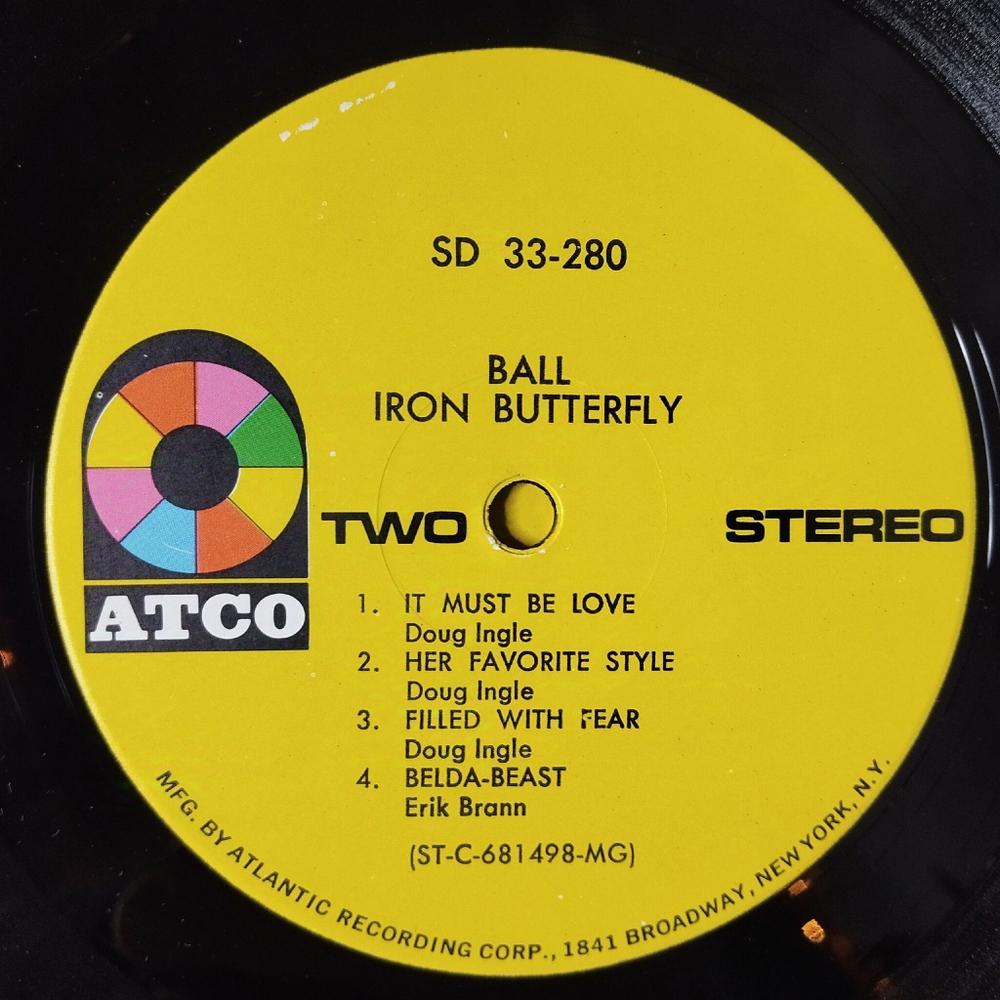 SD 33-280
BALL
IRON BUTTERFLY
TWO
STEREO
ATCO
1. IT MUST BE LOVE
Doug Ingle
2. HER FAVORITE STYLE
Doug Ingle
3. FILLED WITH FEAR
Doug Ingle
4. BELDA-BEAST
Erik Brann
(ST-C-681498-MG)
MFG. BY ATLANTIC RECORDING CORP., 1841 BROADWAY, NEW YORK, N.Y.